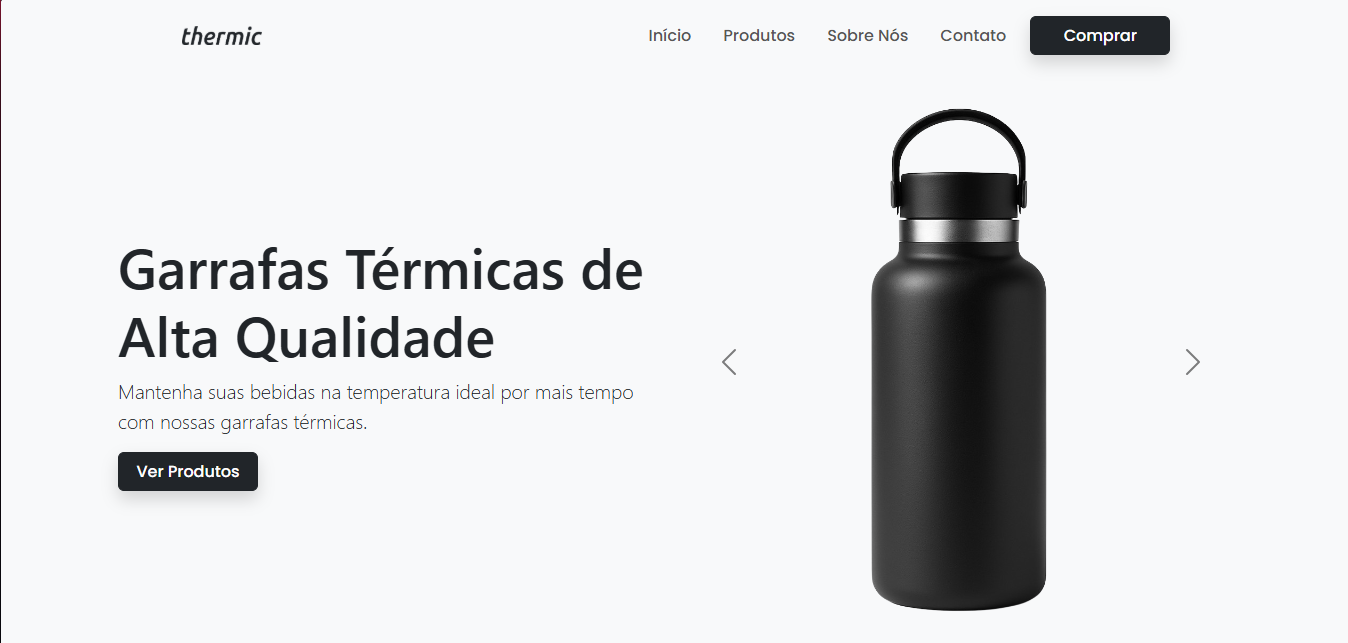 thermic
Início
Produtos
Sobre Nós
Contato
Comprar
Garrafas Térmicas de
Alta Qualidade
Mantenha suas bebidas na temperatura ideal por mais tempo
com nossas garrafas térmicas.
Ver Produtos